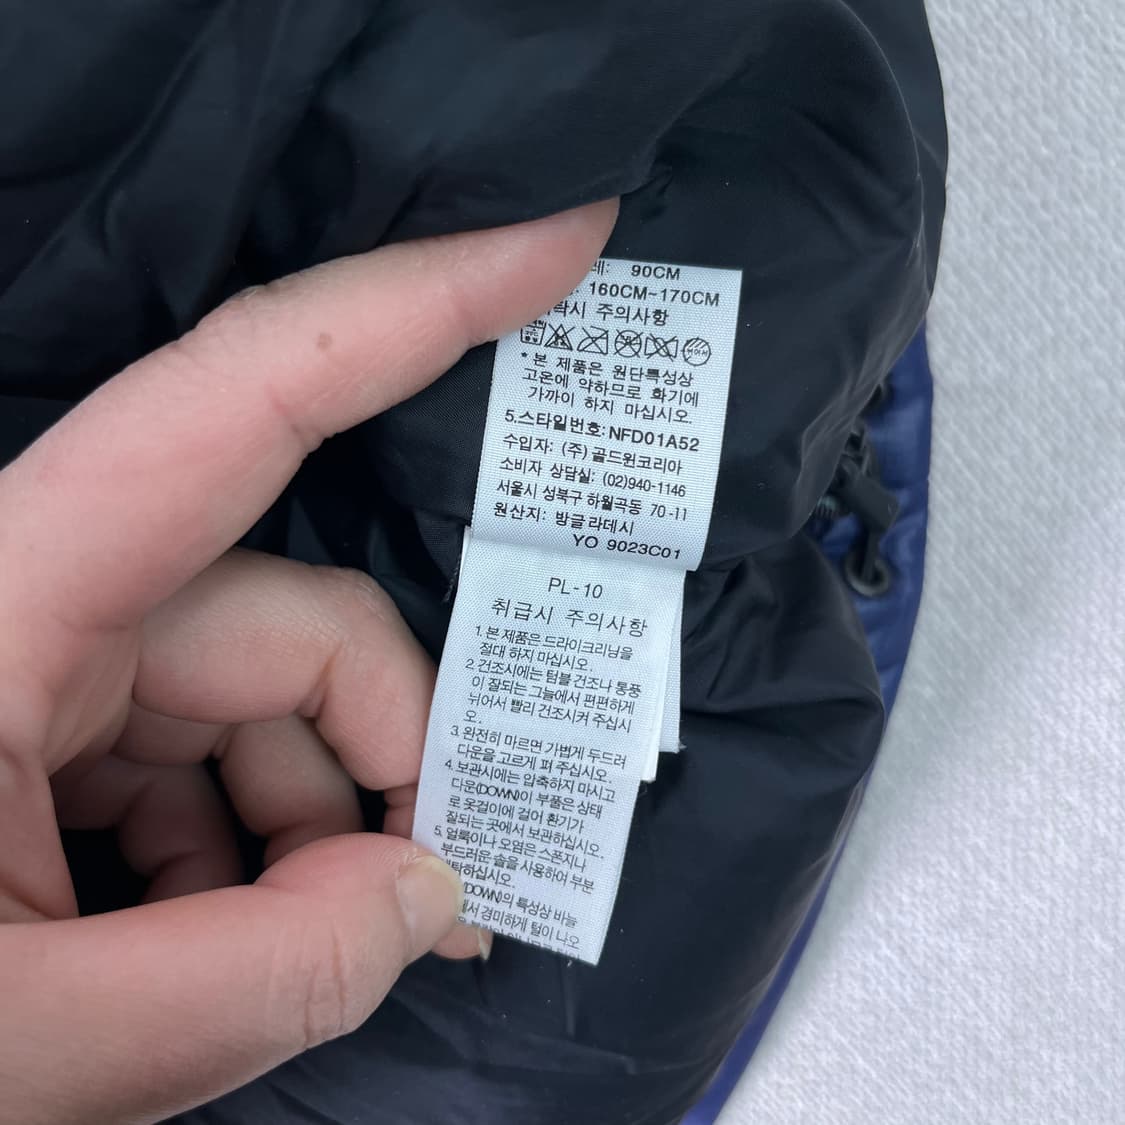 레: 90CM
160CM~170CM
탁시 주의사항
* 본 제품은 원단특성상
고온에 약하므로 화기에
가까이 하지 마십시오.
5.스타일번호: NFD01A52
수입자: (주) 골드윈코리아
소비자 상담실: (02)940-1146
서울시 성북구 하월곡동 70-11
원산지: 방글라데시
YO 9023C01
PL-10
취급시 주의사항
1. 본 제품은 드라이크리닝을
절대 하지 마십시오.
2. 건조시에는 텀블 건조나 통풍
이 잘되는 그늘에서 편편하게
뉘어서 빨리 건조시켜 주십시
오.
3. 완전히 마르면 가볍게 두드려
다운을 고르게 펴 주십시오.
4. 보관시에는 압축하지 마시고
다운(DOWN)이 부풀은 상태
로 옷걸이에 걸어 환기가
잘되는 곳에서 보관하십시오.
5. 얼룩이나 오염은 스폰지나
부드러운 솔을 사용하여 부분
세탁하십시오.
(DOWN)의 특성상 바늘
에서 경미하게 털이 나오